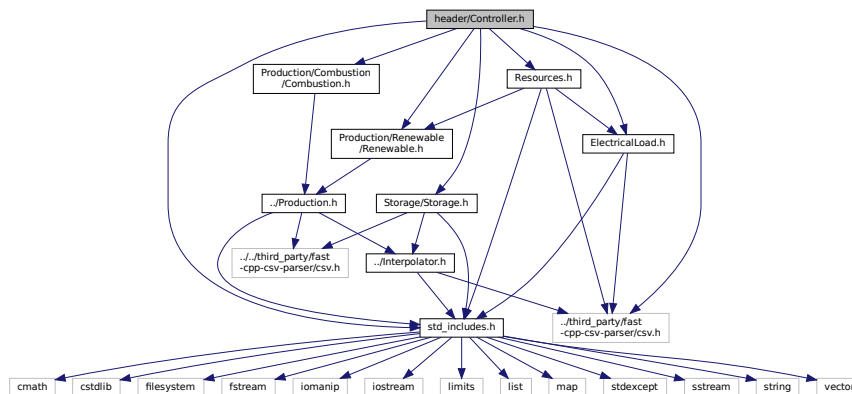 header/Controller.h
Production/Combustion
/Combustion.h
Resources.h
Production/Renewable
/Renewable.h
ElectricalLoad.h
../Production.h
Storage/Storage.h
../../third_party/fast
-cpp-csv-parser/csv.h
../Interpolator.h
std_includes.h
../third_party/fast
-cpp-csv-parser/csv.h
cmath
cstdlib
filesystem
fstream
iomanip
iostream
limits
list
map
stdexcept
sstream
string
vector